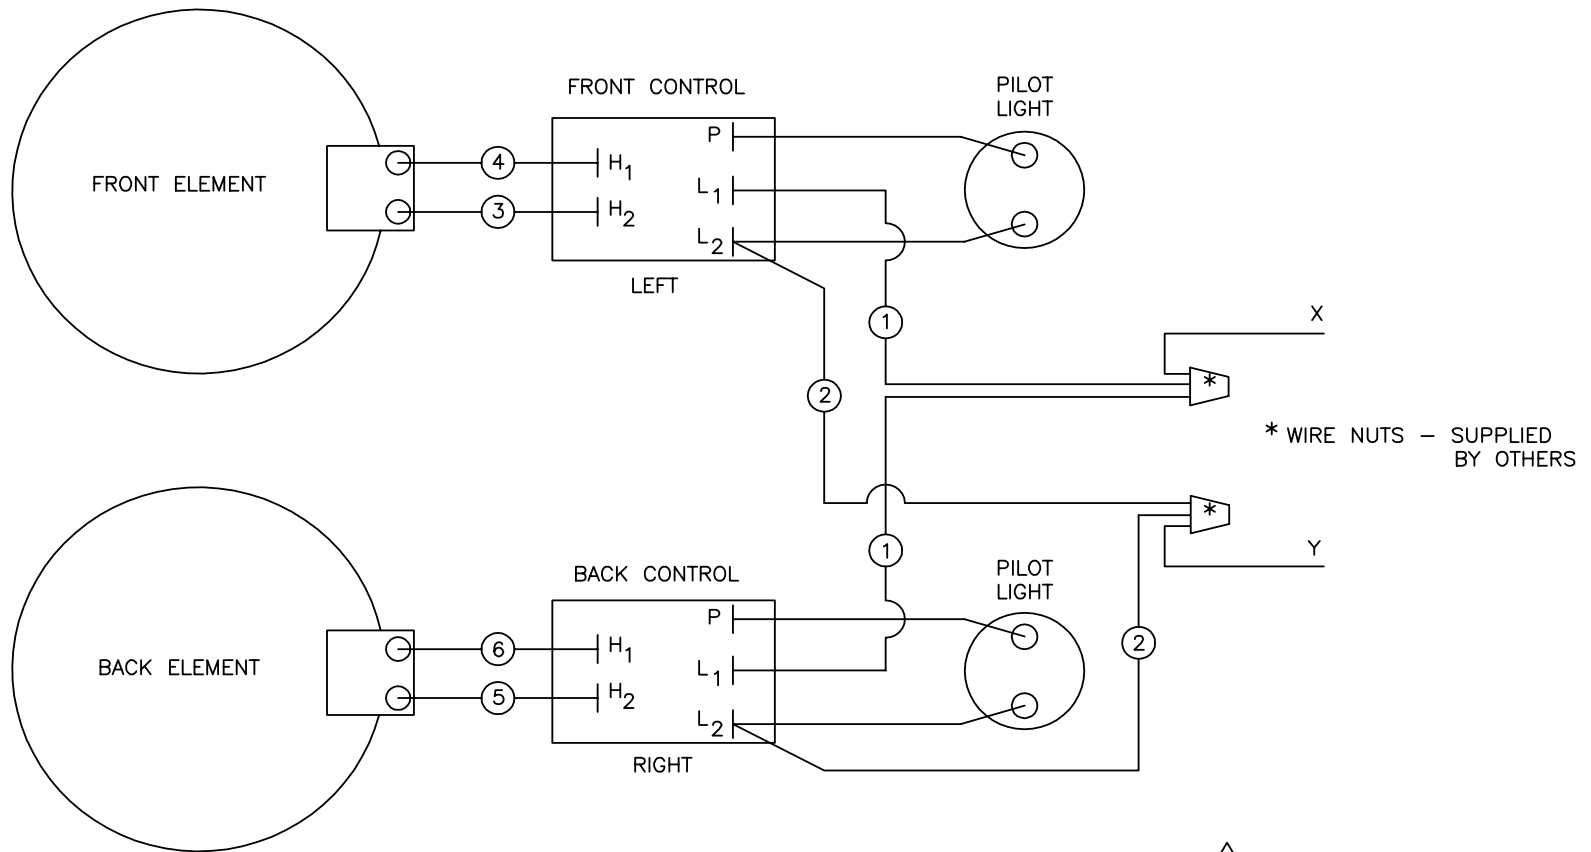 FRONT CONTROL
PILOT
LIGHT
P
4
H1
FRONT ELEMENT
L1
3
H2
L2
LEFT
X
1
*
2
* WIRE NUTS – SUPPLIED
BY OTHERS
*
Y
1
BACK CONTROL
PILOT
LIGHT
P
6
H1
2
BACK ELEMENT
L1
5
H2
L2
RIGHT